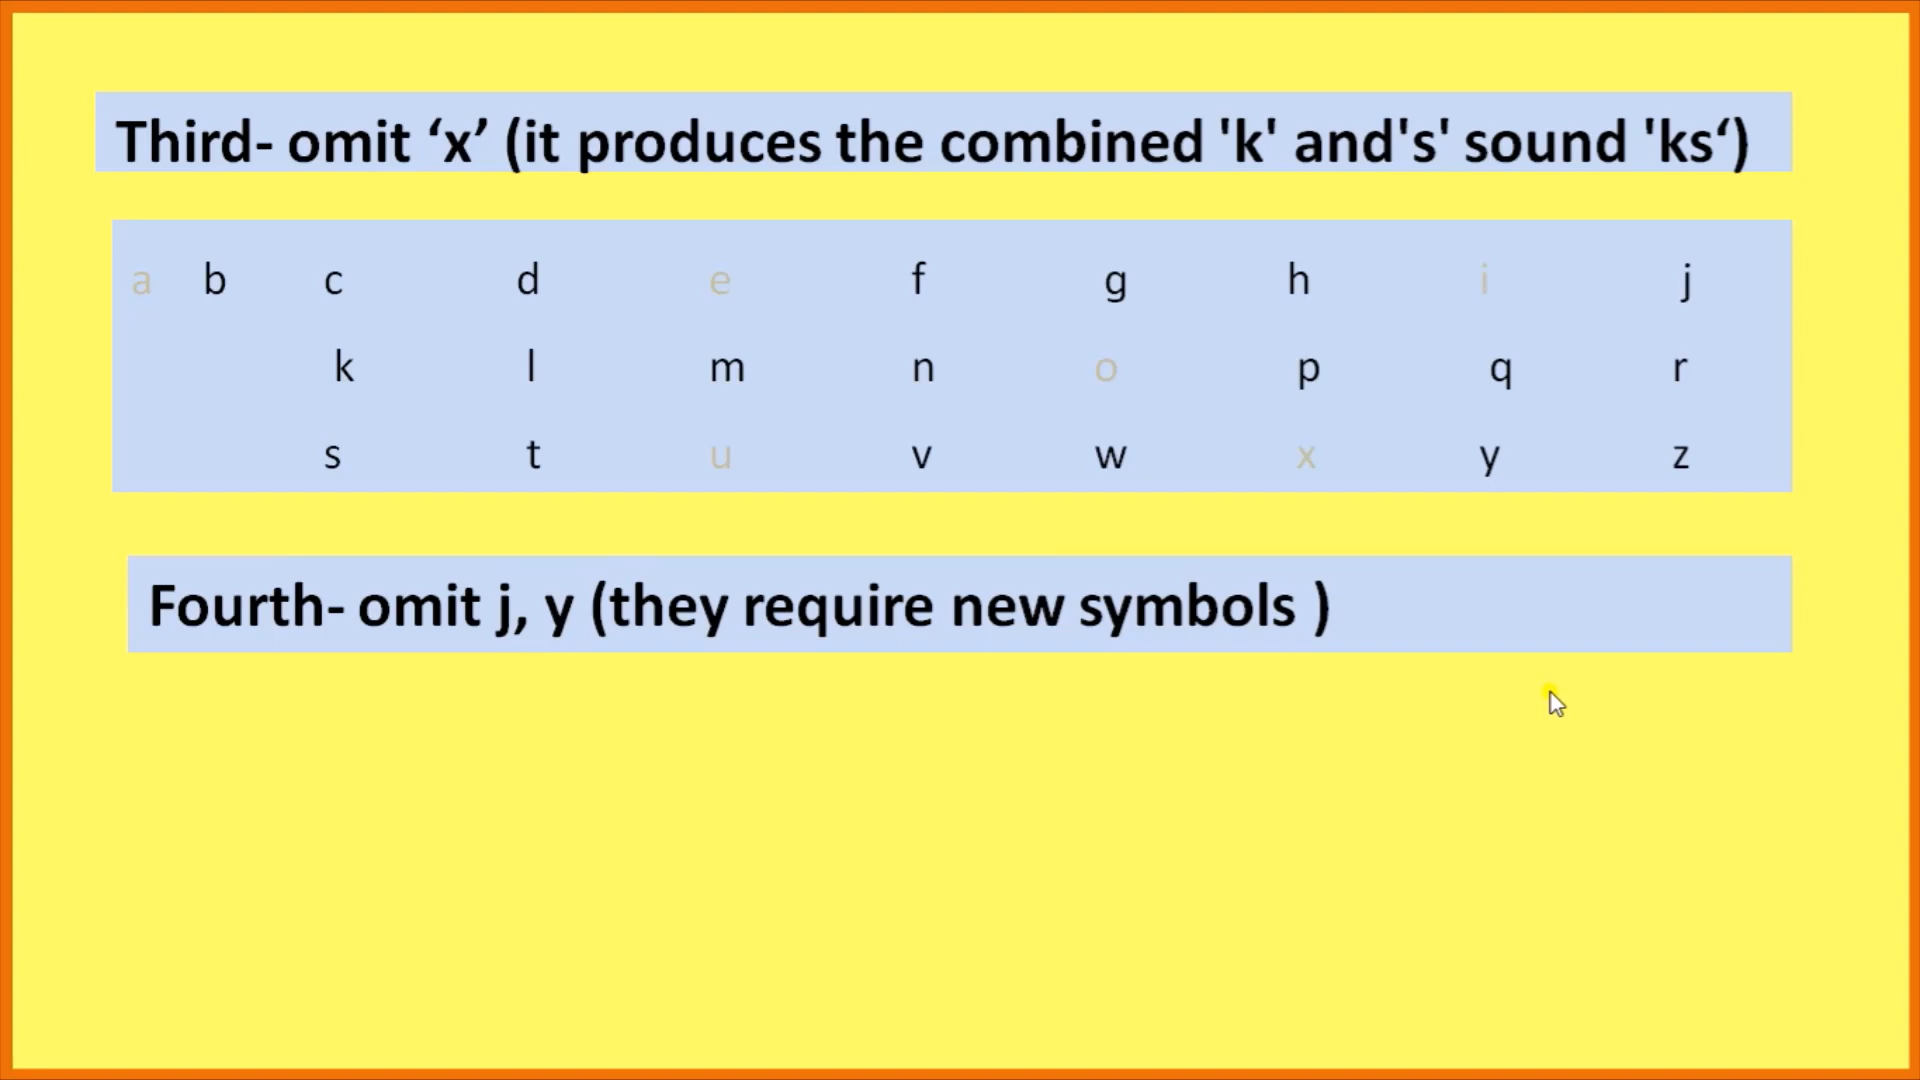 Third- omit ‘x’ (it produces the combined 'k' and's' sound 'ks‘)
a b c d e f g h i j
k l m n o p q r
s t u v w x y z
Fourth- omit j, y (they require new symbols )